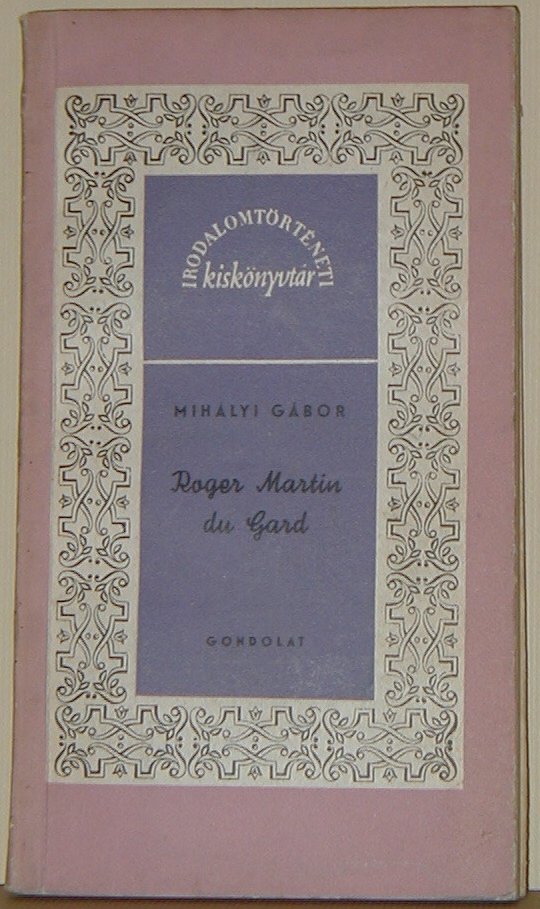 IRODALOMTÖRTÉNETI
kiskönyvtár
MIHÁLYI GÁBOR
Roger Martin
du Gard
GONDOLAT